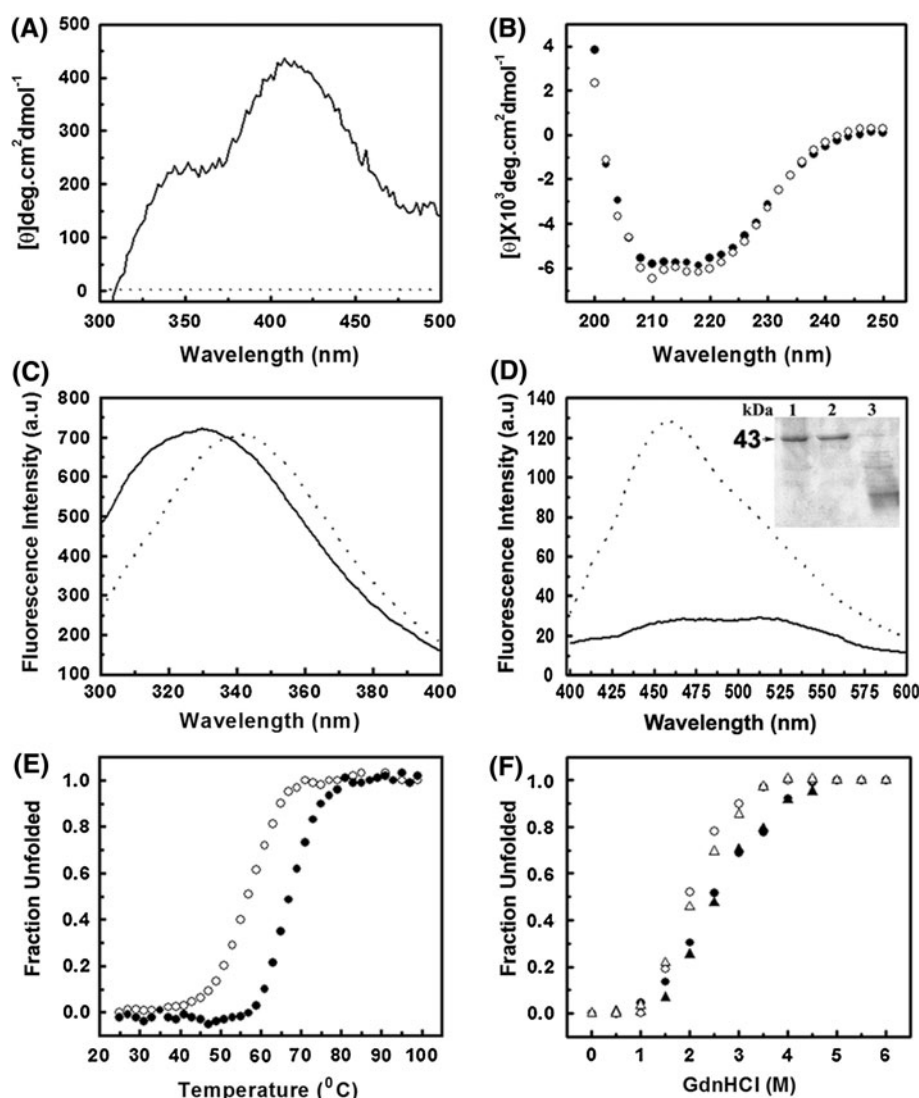 (A)
500
400
300
200
100
0
[θ]deg.cm²dmol⁻¹
300 350 400 450 500
Wavelength (nm)
(B)
4
2
0
-2
-4
-6
[θ]X10³deg.cm²dmol⁻¹
200 210 220 230 240 250
Wavelength (nm)
(C)
800
700
600
500
400
300
200
100
Fluorescence Intensity (a.u)
300 320 340 360 380 400
Wavelength (nm)
(D)
140
120
100
80
60
40
20
0
Fluorescence Intensity (a.u)
kDa 1 2 3
43
400 425 450 475 500 525 550 575 600
Wavelength (nm)
(E)
1.0
0.8
0.6
0.4
0.2
0.0
Fraction Unfolded
20 30 40 50 60 70 80 90 100
Temperature (⁰C)
(F)
1.0
0.8
0.6
0.4
0.2
0.0
Fraction Unfolded
0 1 2 3 4 5 6
GdnHCl (M)